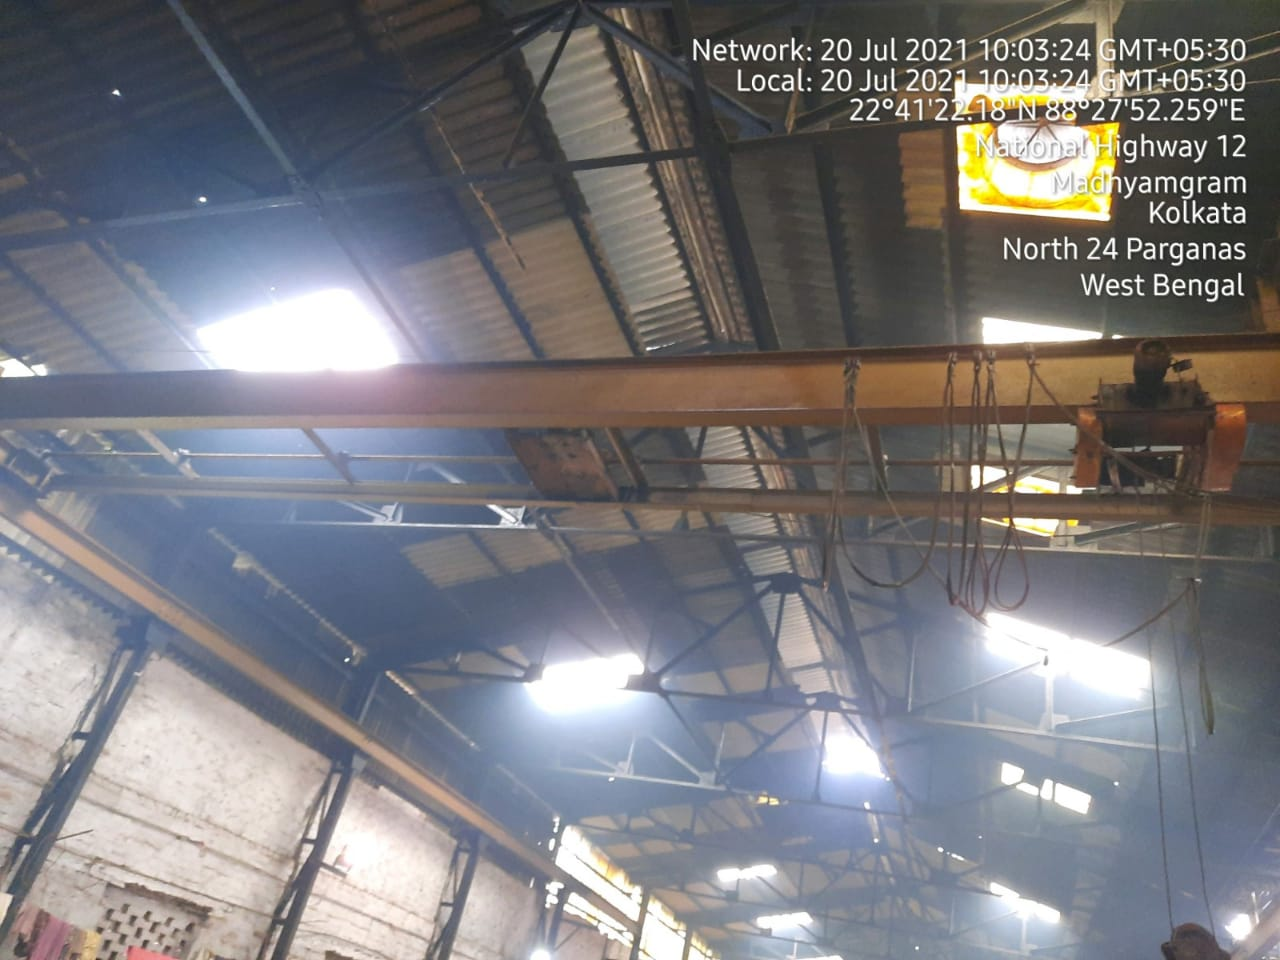 Network: 20 Jul 2021 10:03:24 GMT+05:30
Local: 20 Jul 2021 10:03:24 GMT+05:30
22°41'22.18"N 88°27'52.259"E
National Highway 12
Madhyamgram
Kolkata
North 24 Parganas
West Bengal